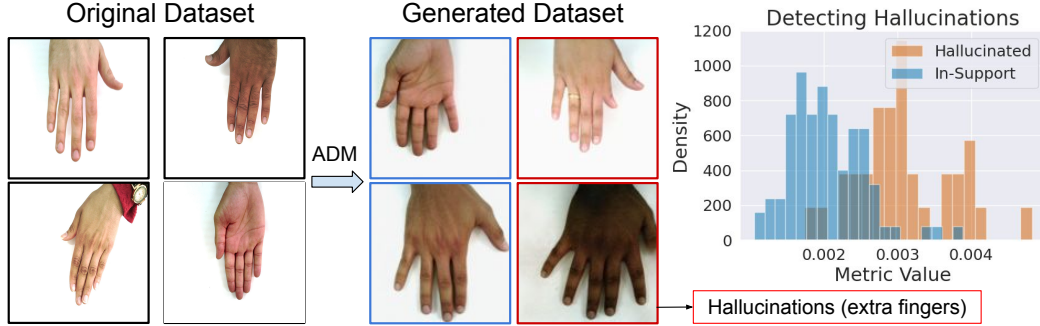 Original Dataset
Generated Dataset
ADM
Detecting Hallucinations
Hallucinated
In-Support
Density
1200
1000
800
600
400
200
0
0.002
0.003
0.004
Metric Value
Hallucinations (extra fingers)